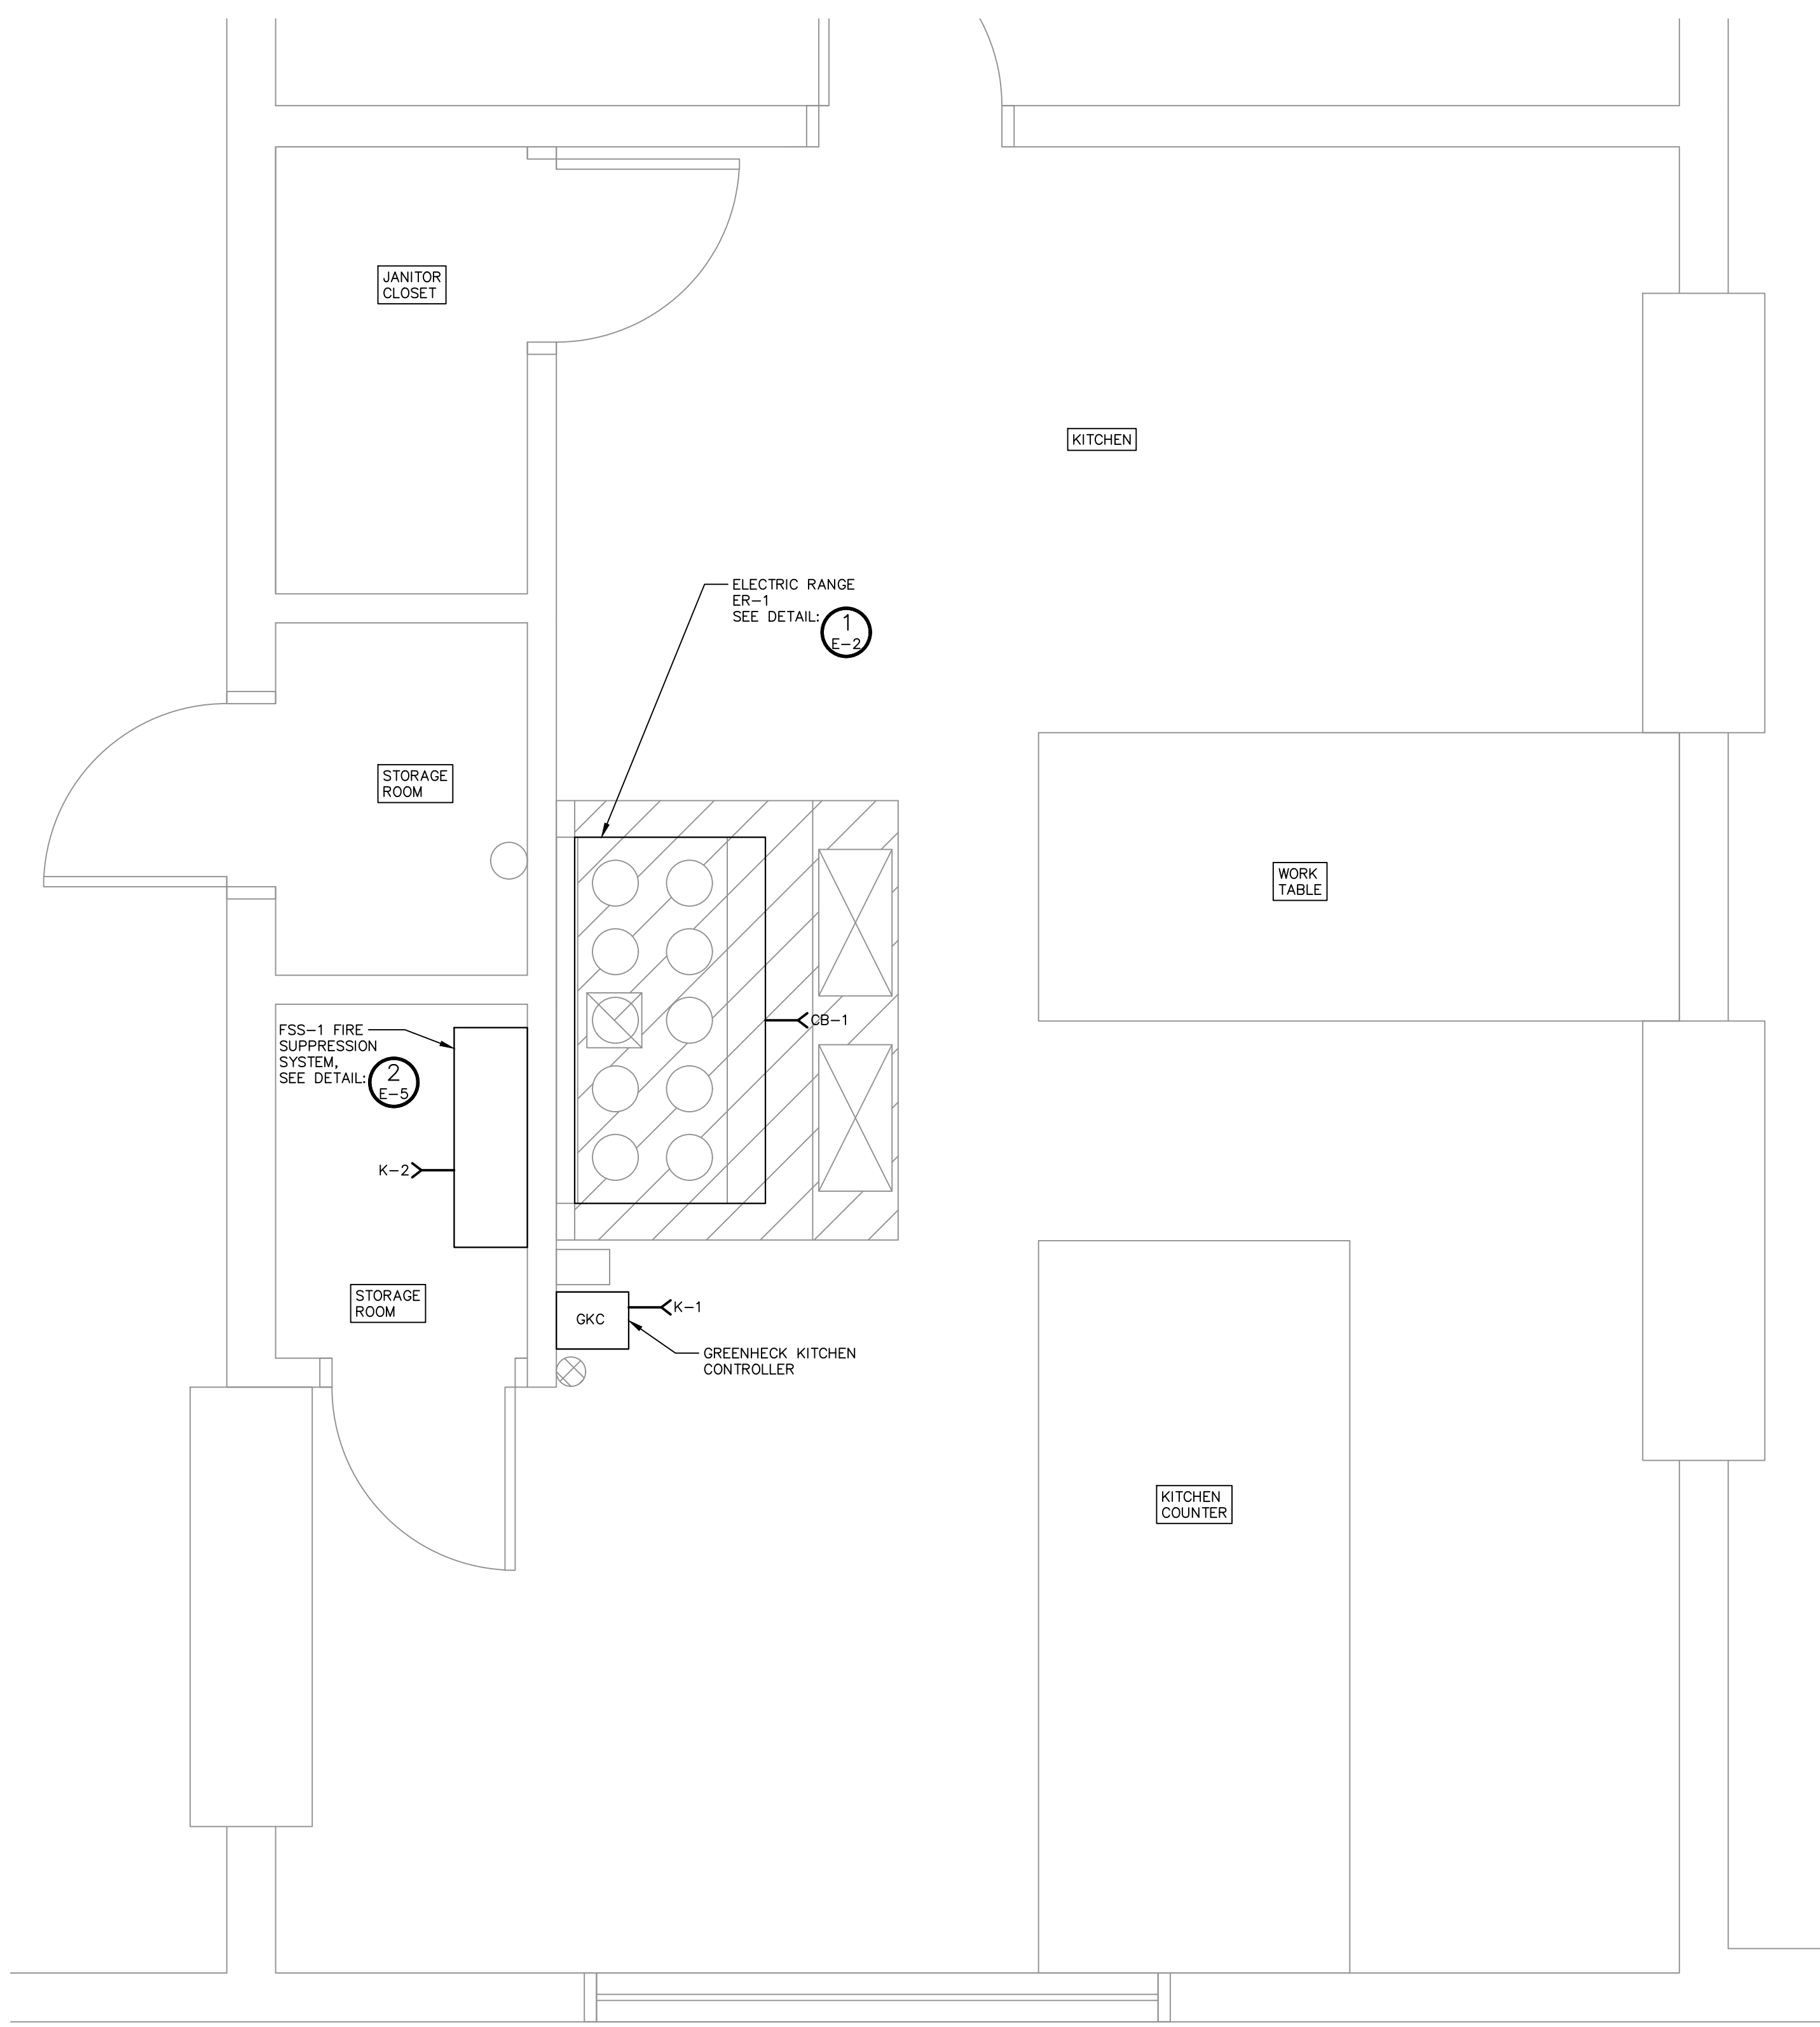 JANITOR
CLOSET
KITCHEN
ELECTRIC RANGE
ER-1
SEE DETAIL:
1
E-2
STORAGE
ROOM
WORK
TABLE
FSS-1 FIRE
SUPPRESSION
SYSTEM,
SEE DETAIL:
2
E-5
CB-1
K-2
STORAGE
ROOM
GKC
K-1
GREENHECK KITCHEN
CONTROLLER
KITCHEN
COUNTER